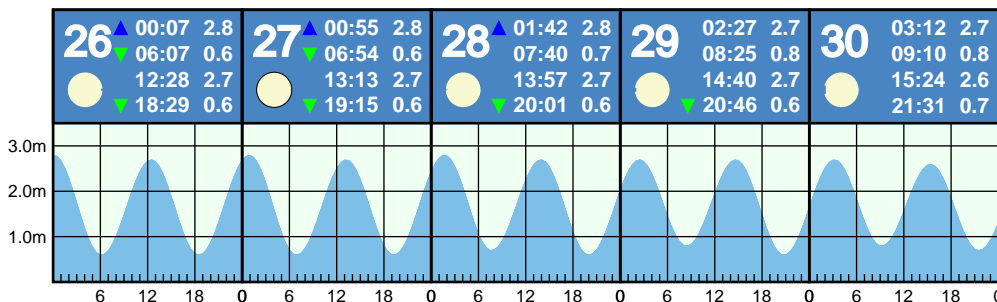 26 ▲ 00:07 2.8
▼ 06:07 0.6
12:28 2.7
▼ 18:29 0.6
27 ▲ 00:55 2.8
▼ 06:54 0.6
13:13 2.7
▼ 19:15 0.6
28 ▲ 01:42 2.8
07:40 0.7
13:57 2.7
▼ 20:01 0.6
29 02:27 2.7
08:25 0.8
14:40 2.7
▼ 20:46 0.6
30 03:12 2.7
09:10 0.8
15:24 2.6
21:31 0.7
3.0m
2.0m
1.0m
6 12 18 0 6 12 18 0 6 12 18 0 6 12 18 0 6 12 18